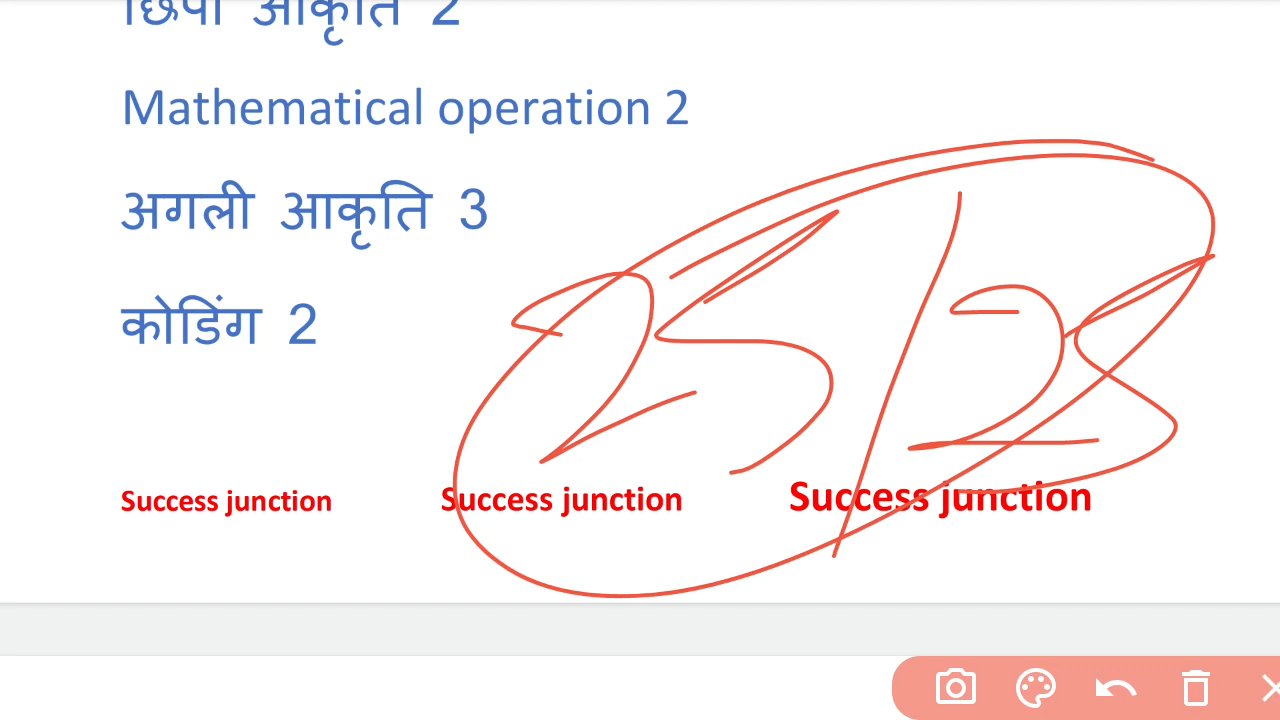 छिपी आकृति 2
Mathematical operation 2
अगली आकृति 3
कोडिंग 2
25/25
Success junction Success junction Success junction